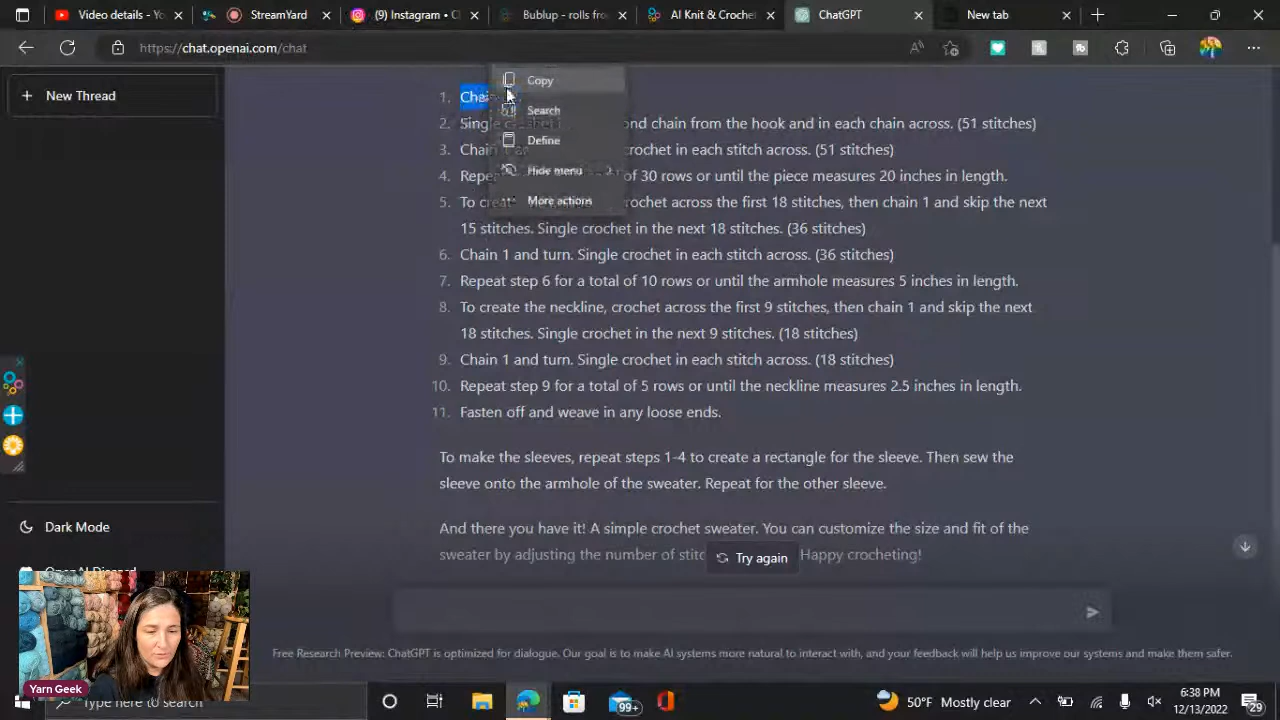 Video details - Yo
StreamYard
(9) Instagram • C
Bublup - rolls fro
AI Knit & Crochet
ChatGPT
New tab
https://chat.openai.com/chat
New Thread
Copy
Search
Define
Hide menu
More actions
1. Chai
2. Single ond chain from the hook and in each chain across. (51 stitches)
3. Chain crochet in each stitch across. (51 stitches)
4. Repe of 30 rows or until the piece measures 20 inches in length.
5. To crea crochet across the first 18 stitches, then chain 1 and skip the next
15 stitches. Single crochet in the next 18 stitches. (36 stitches)
6. Chain 1 and turn. Single crochet in each stitch across. (36 stitches)
7. Repeat step 6 for a total of 10 rows or until the armhole measures 5 inches in length.
8. To create the neckline, crochet across the first 9 stitches, then chain 1 and skip the next
18 stitches. Single crochet in the next 9 stitches. (18 stitches)
9. Chain 1 and turn. Single crochet in each stitch across. (18 stitches)
10. Repeat step 9 for a total of 5 rows or until the neckline measures 2.5 inches in length.
11. Fasten off and weave in any loose ends.
To make the sleeves, repeat steps 1-4 to create a rectangle for the sleeve. Then sew the
sleeve onto the armhole of the sweater. Repeat for the other sleeve.
And there you have it! A simple crochet sweater. You can customize the size and fit of the
sweater by adjusting the number of stitc Try again Happy crocheting!
Dark Mode
OpenAI Discord
Free Research Preview: ChatGPT is optimized for dialogue. Our goal is to make AI systems more natural to interact with, and your feedback will help us improve our systems and make them safer.
Yarn Geek
Type here to search
99+
50°F Mostly clear
6:38 PM
12/13/2022
29